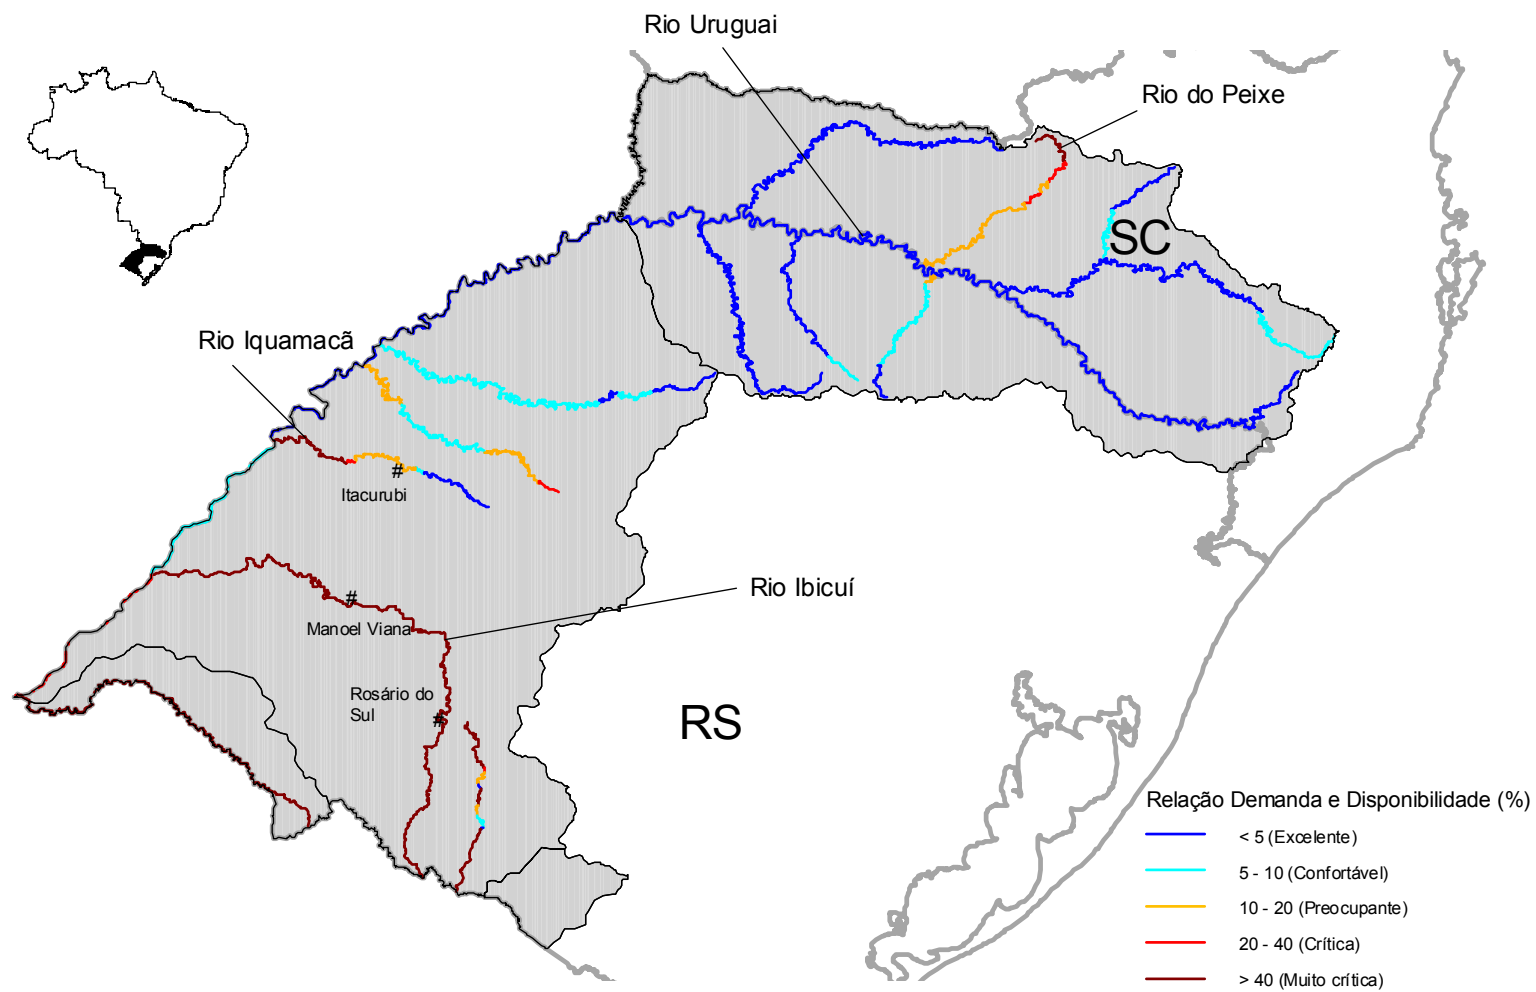 Rio Uruguai
Rio do Peixe
SC
Rio Iquamacã
#
Itacurubi
Rio Ibicuí
#
Manoel Viana
Rosário do
Sul
#
RS
Relação Demanda e Disponibilidade (%)
< 5 (Excelente)
5 - 10 (Confortável)
10 - 20 (Preocupante)
20 - 40 (Crítica)
> 40 (Muito crítica)